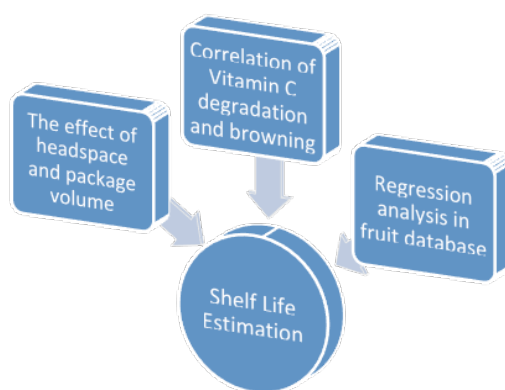 The effect of
headspace
and package
volume
Correlation of
Vitamin C
degradation
and browning
Regression
analysis in
fruit database
Shelf Life
Estimation